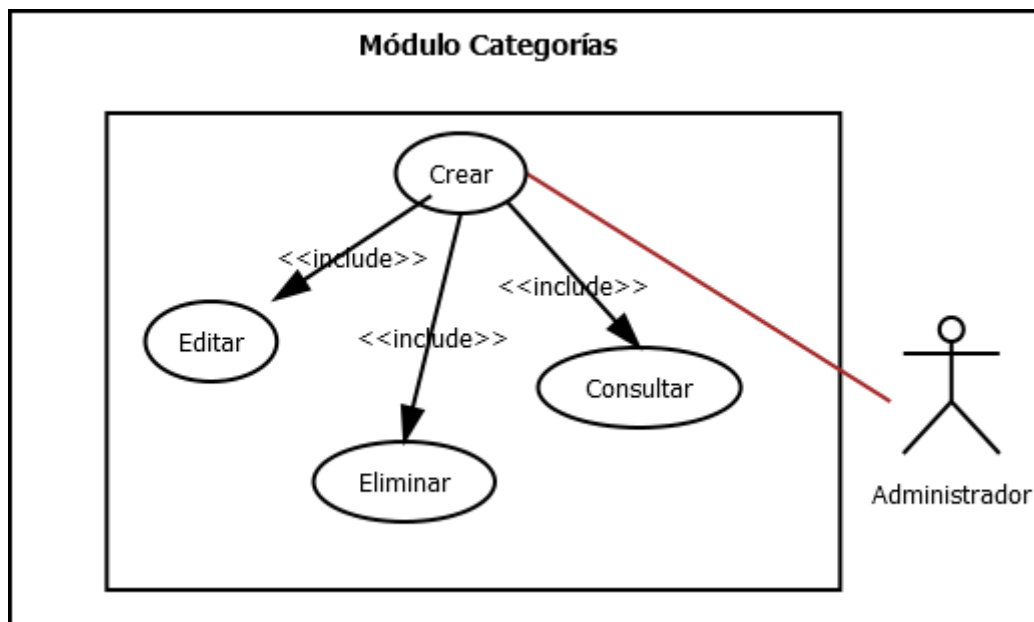 Módulo Categorías
Crear
<<include>>
<<include>>
<<include>>
Editar
Consultar
Eliminar
Administrador